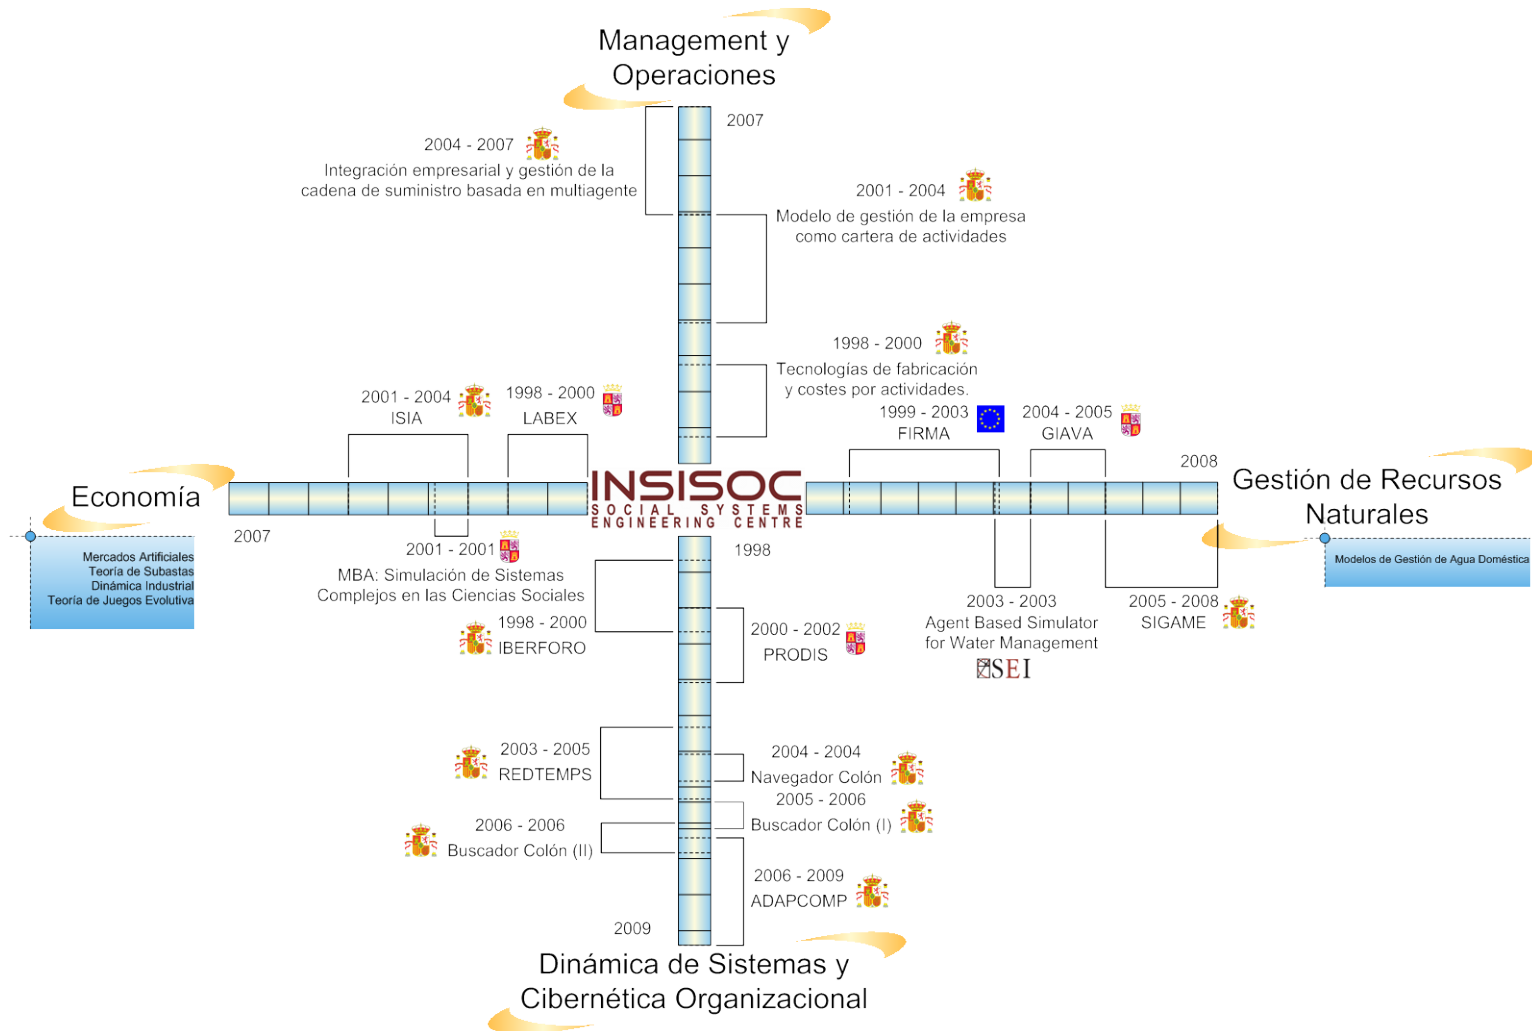 Management y
Operaciones
2007
2004 - 2007
Integración empresarial y gestión de la
cadena de suministro basada en multiagente
2001 - 2004
Modelo de gestión de la empresa
como cartera de actividades
1998 - 2000
Tecnologías de fabricación
y costes por actividades.
2001 - 2004
ISIA
1998 - 2000
LABEX
1999 - 2003
FIRMA
2004 - 2005
GIAVA
2008
Economía
2007
INSISOC
SOCIAL SYSTEMS
ENGINEERING CENTRE
Gestión de Recursos
Naturales
Mercados Artificiales
Teoría de Subastas
Dinámica Industrial
Teoría de Juegos Evolutiva
Modelos de Gestión de Agua Doméstica
2001 - 2001
MBA: Simulación de Sistemas
Complejos en las Ciencias Sociales
1998
1998 - 2000
IBERFORO
2000 - 2002
PRODIS
2003 - 2003
Agent Based Simulator
for Water Management
SEI
2005 - 2008
SIGAME
2003 - 2005
REDTEMPS
2004 - 2004
Navegador Colón
2005 - 2006
Buscador Colón (I)
2006 - 2006
Buscador Colón (II)
2006 - 2009
ADAPCOMP
2009
Dinámica de Sistemas y
Cibernética Organizacional